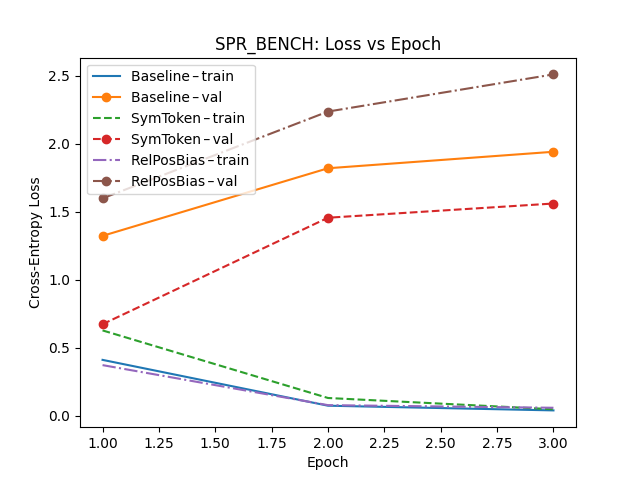 SPR_BENCH: Loss vs Epoch
Baseline – train
Baseline – val
SymToken – train
SymToken – val
RelPosBias – train
RelPosBias – val
Cross-Entropy Loss
2.5
2.0
1.5
1.0
0.5
0.0
1.00 1.25 1.50 1.75 2.00 2.25 2.50 2.75 3.00
Epoch